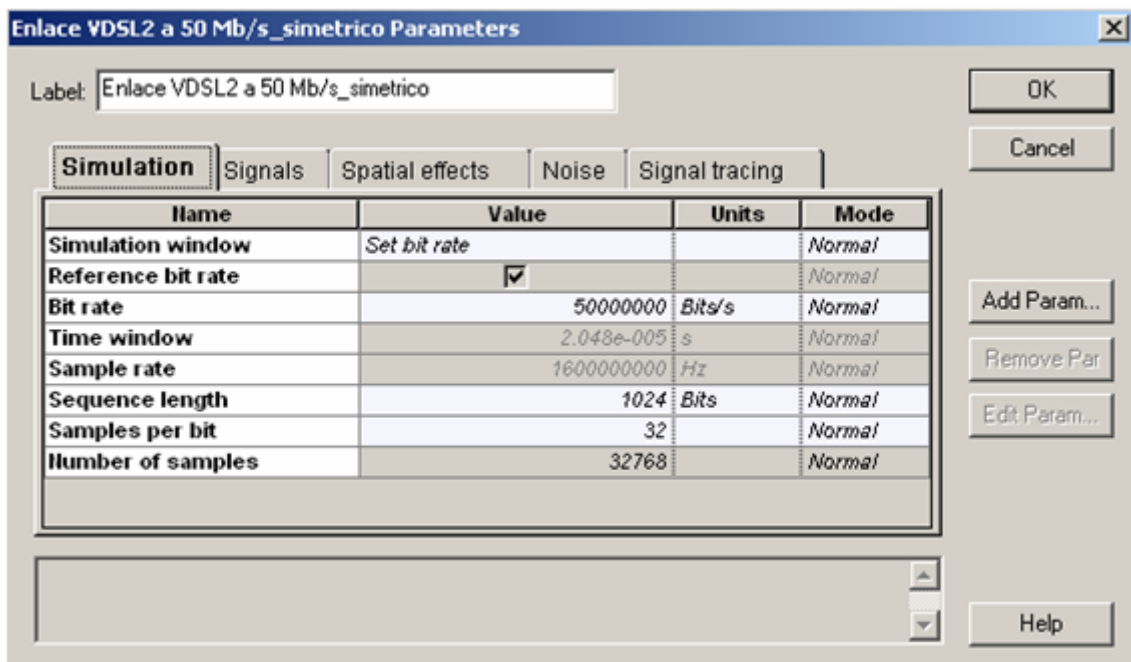 Enlace VDSL2 a 50 Mb/s_simetrico Parameters
Label: Enlace VDSL2 a 50 Mb/s_simetrico
OK
Cancel
Simulation Signals Spatial effects Noise Signal tracing
Name Value Units Mode
Simulation window Set bit rate Normal
Reference bit rate Normal
Bit rate 50000000 Bits/s Normal
Time window 2.048e-005 s Normal
Sample rate 1600000000 Hz Normal
Sequence length 1024 Bits Normal
Samples per bit 32 Normal
Number of samples 32768 Normal
Add Param...
Remove Par
Edit Param...
Help